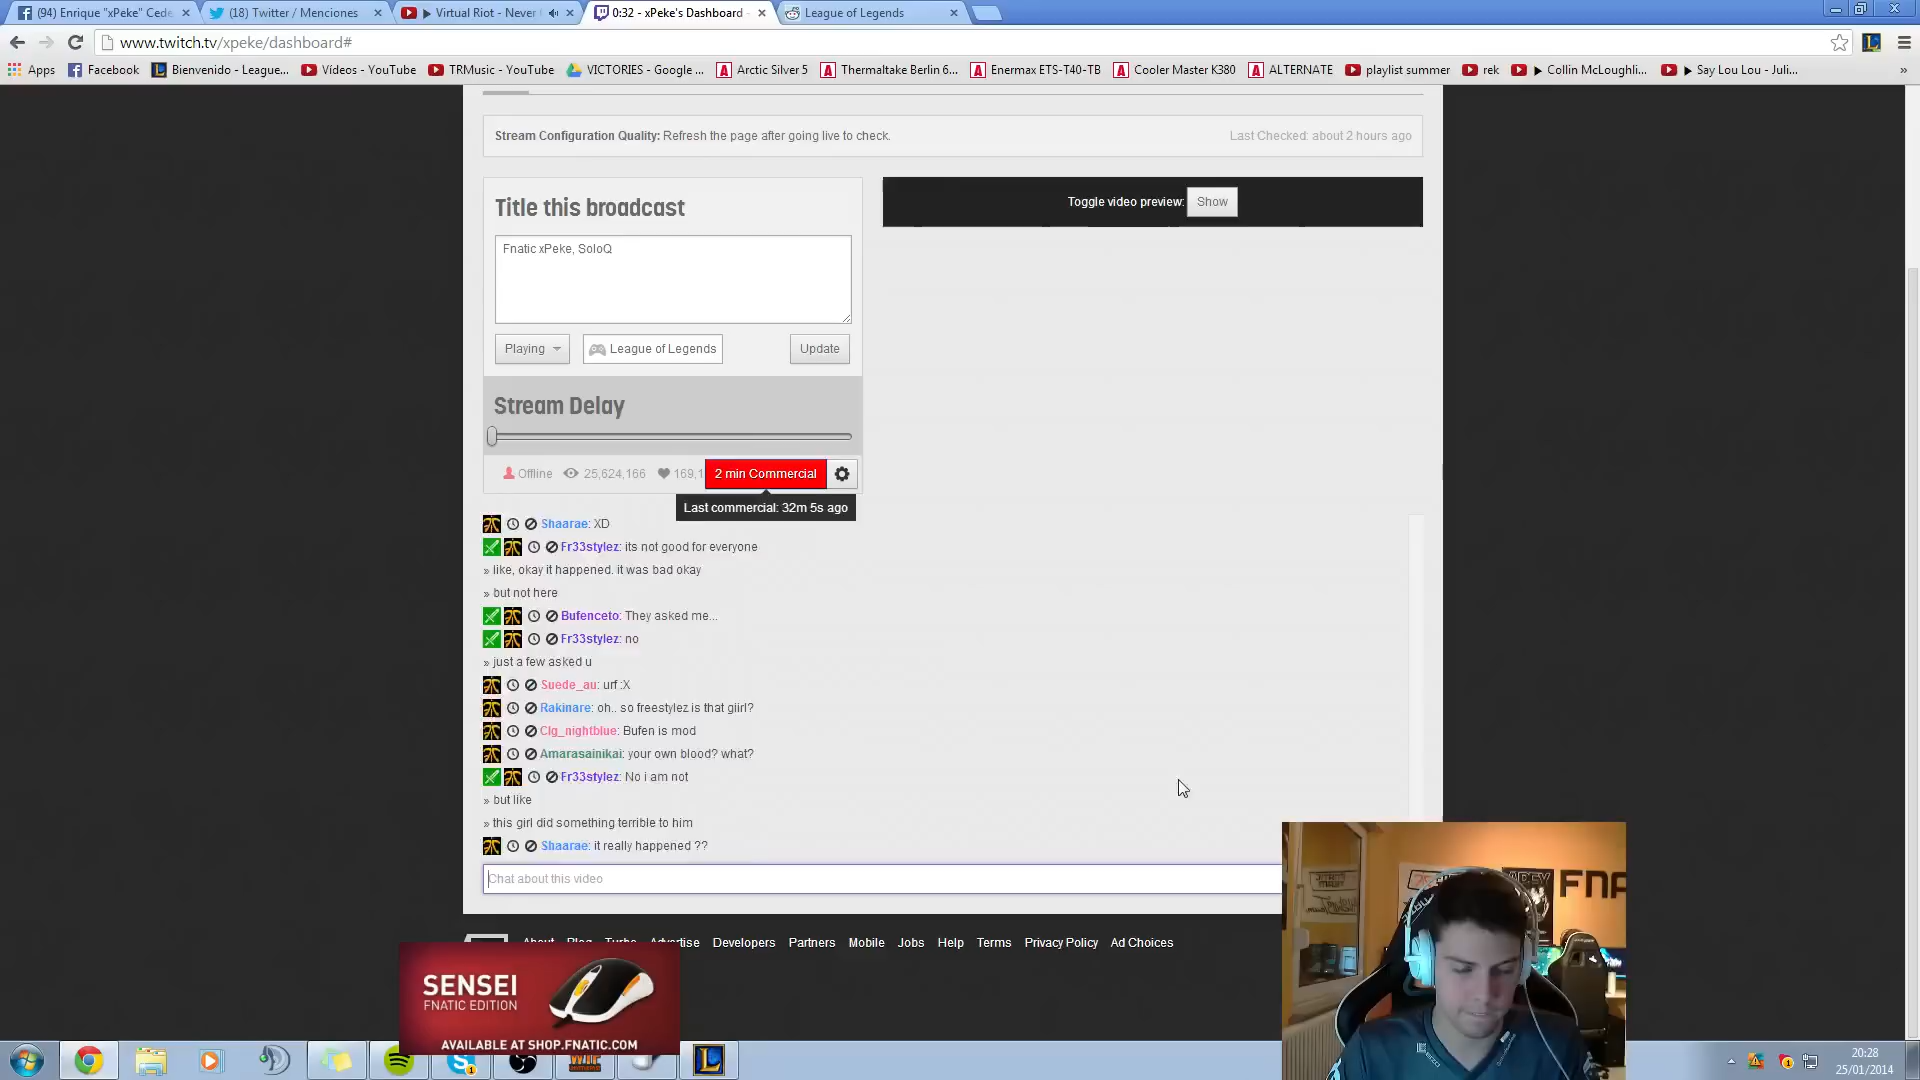 (94) Enrique "xPeke" Cede
(18) Twitter / Menciones
▶ Virtual Riot - Never
0:32 - xPeke's Dashboard -
League of Legends
www.twitch.tv/xpeke/dashboard#
Apps
Facebook
Bienvenido - League...
Vídeos - YouTube
TRMusic - YouTube
VICTORIES - Google ...
Arctic Silver 5
Thermaltake Berlin 6...
Enermax ETS-T40-TB
Cooler Master K380
ALTERNATE
playlist summer
rek
▶ Collin McLoughli...
▶ Say Lou Lou - Juli...
»
Stream Configuration Quality: Refresh the page after going live to check.
Last Checked: about 2 hours ago
Title this broadcast
Toggle video preview: Show
Fnatic xPeke, SoloQ
Playing
League of Legends
Update
Stream Delay
Offline
25,624,166
169,1
2 min Commercial
Last commercial: 32m 5s ago
Shaarae: XD
Fr33stylez: its not good for everyone
» like, okay it happened. it was bad okay
» but not here
Bufenceto: They asked me...
Fr33stylez: no
» just a few asked u
Suede_au: urf :X
Rakinare: oh.. so freestylez is that giirl?
Clg_nightblue: Bufen is mod
Amarasainikai: your own blood? what?
Fr33stylez: No i am not
» but like
» this girl did something terrible to him
Shaarae: it really happened ??
Chat about this video
About Blog Turbo Advertise Developers Partners Mobile Jobs Help Terms Privacy Policy Ad Choices
SENSEI
FNATIC EDITION
AVAILABLE AT SHOP.FNATIC.COM
FNA
20:28
25/01/2014